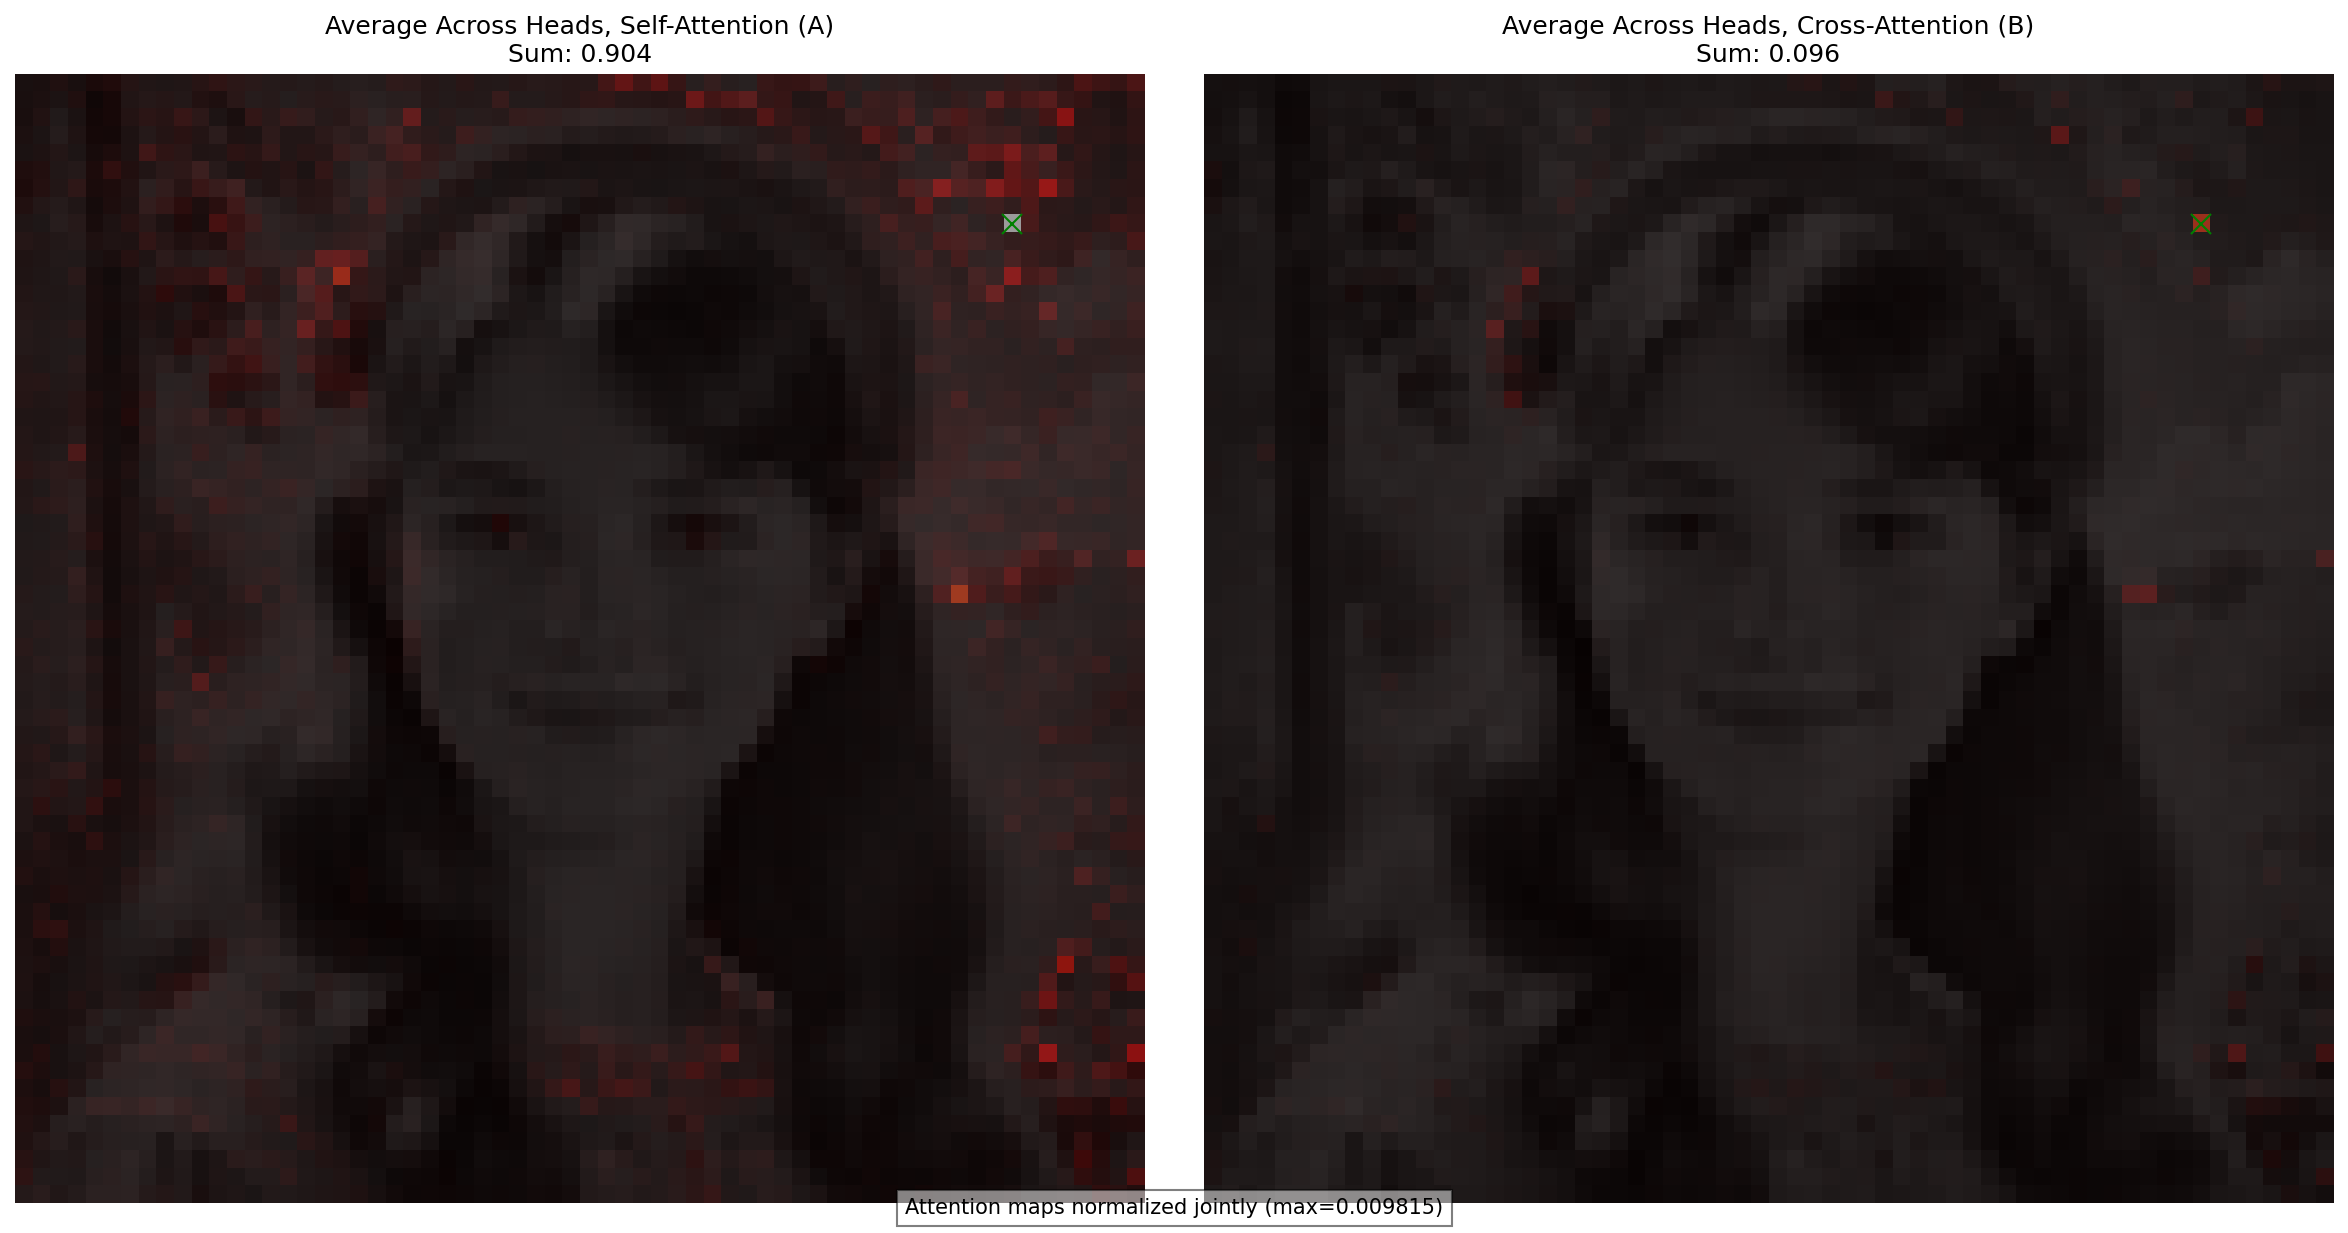 Average Across Heads, Self-Attention (A)
Sum: 0.904
Average Across Heads, Cross-Attention (B)
Sum: 0.096
Attention maps normalized jointly (max=0.009815)